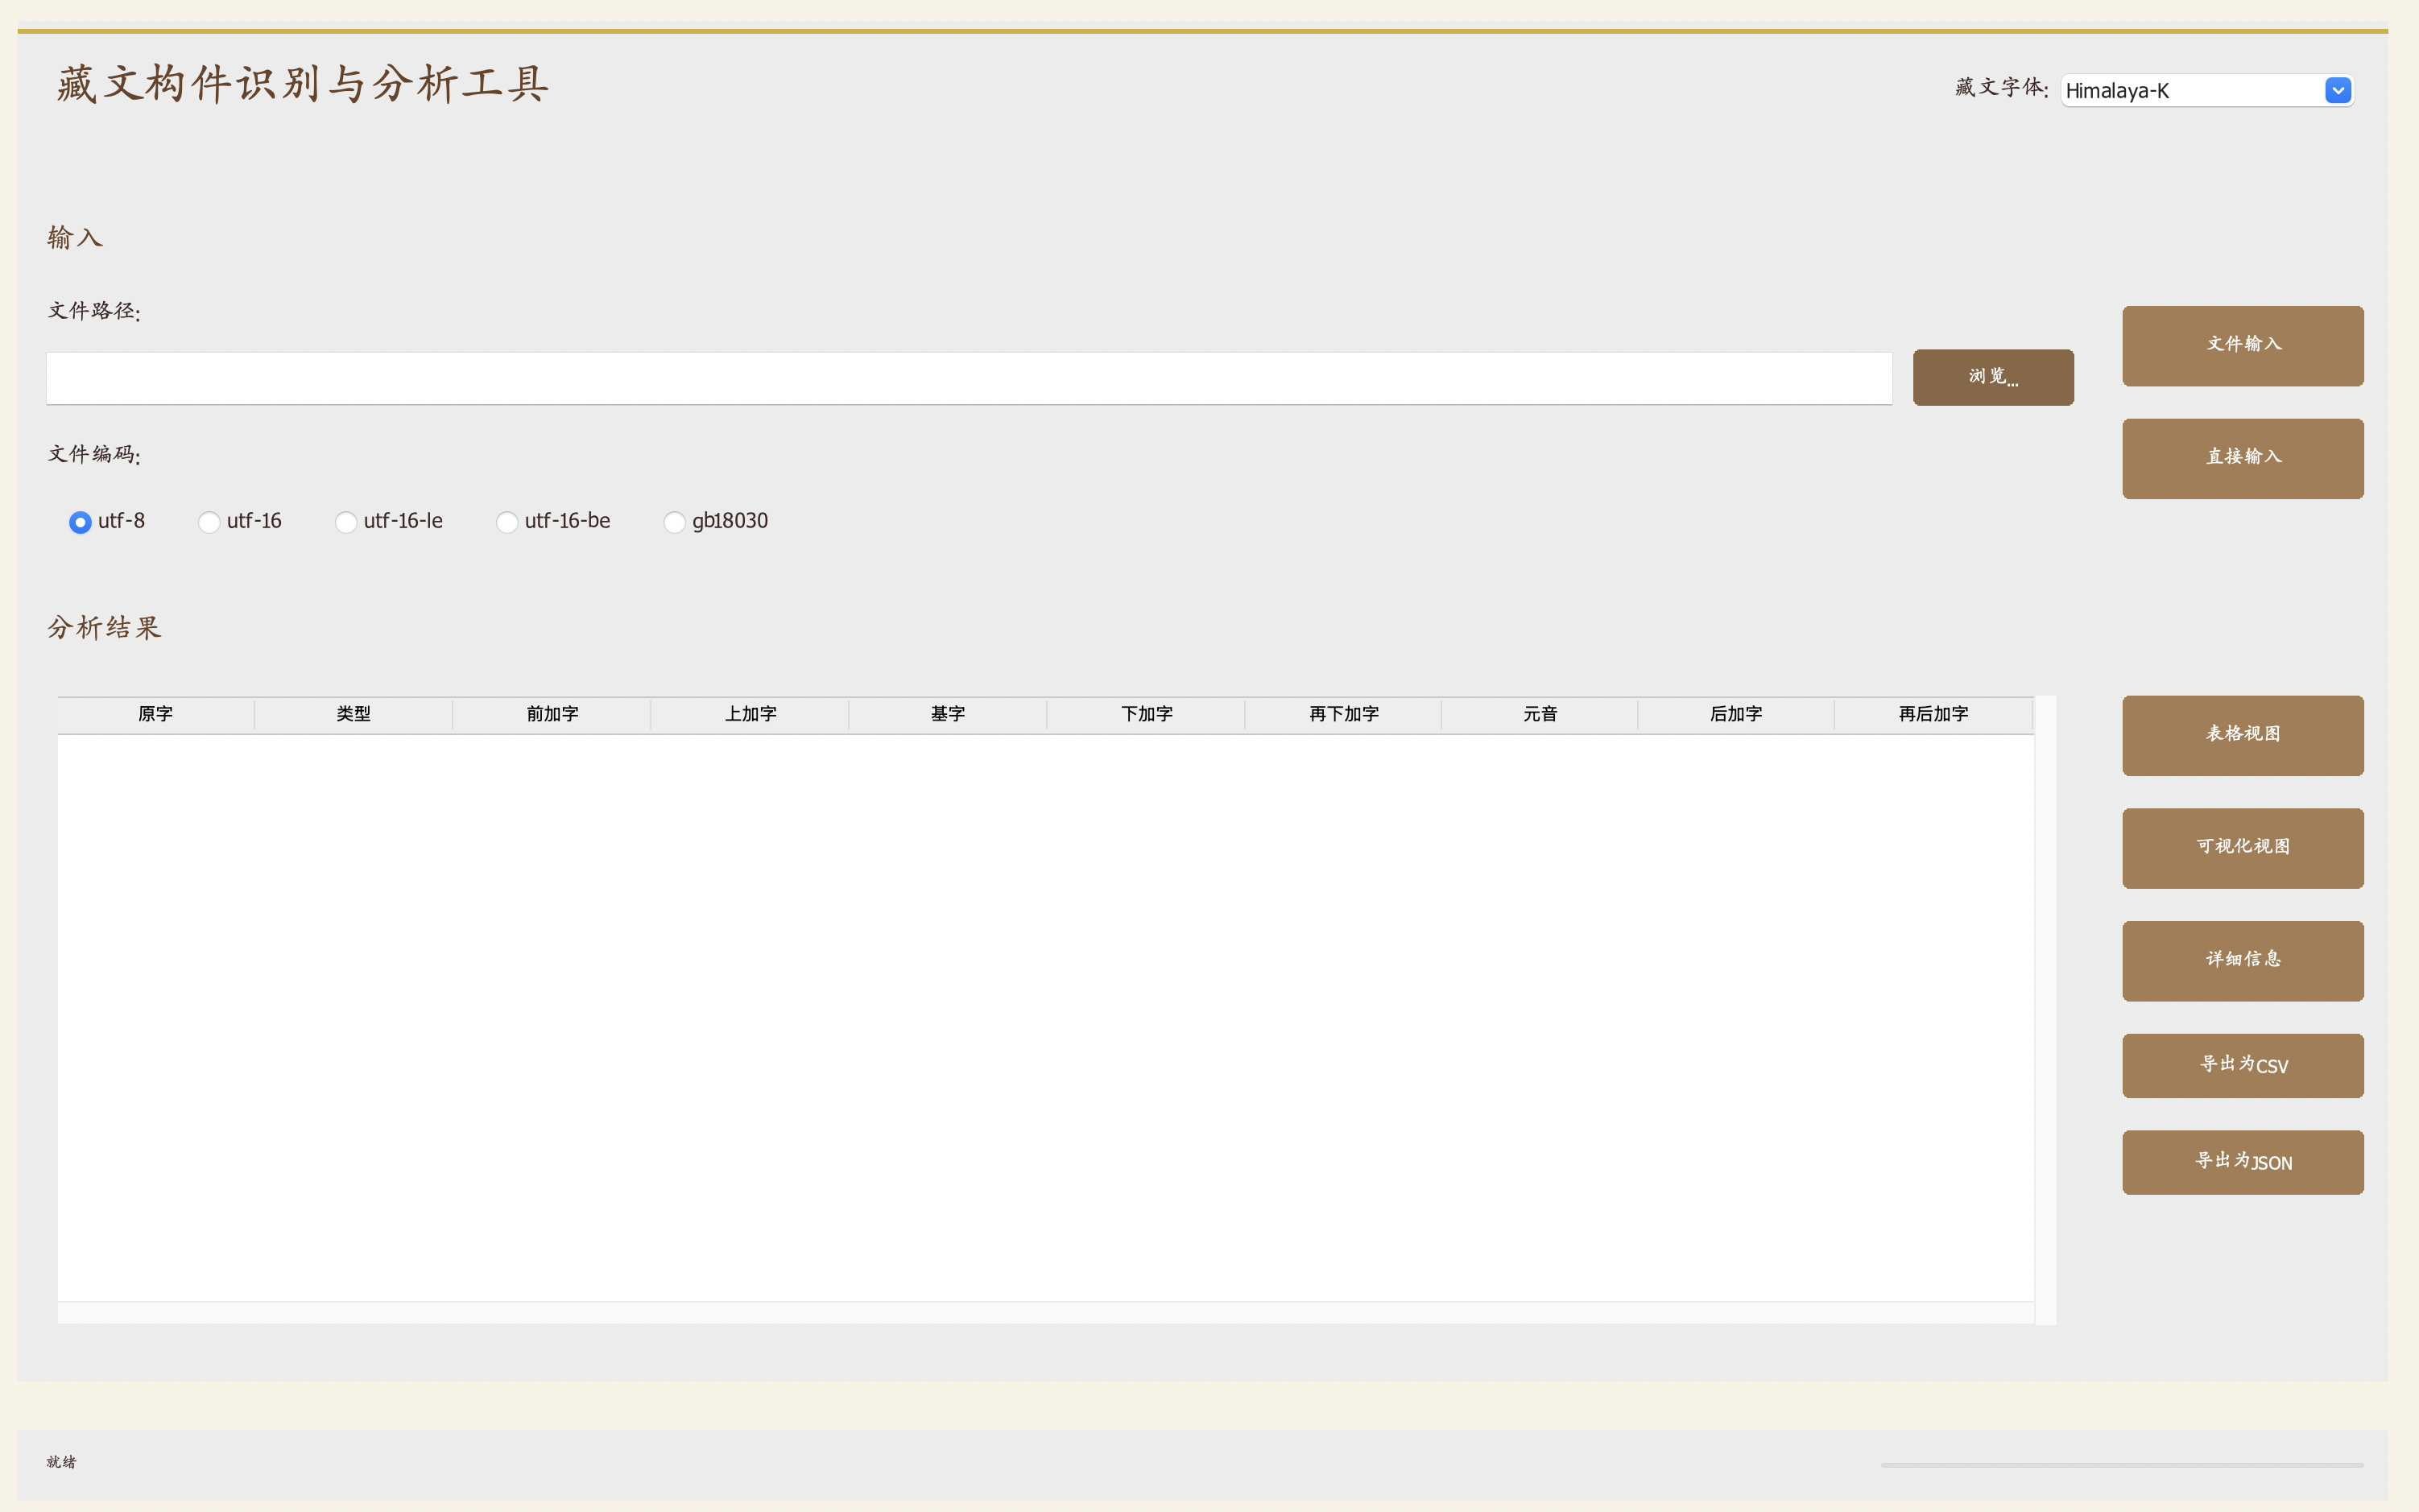 藏文构件识别与分析工具
藏文字体: Himalaya-K
输入
文件路径:
浏览...
文件输入
直接输入
文件编码:
utf-8 utf-16 utf-16-le utf-16-be gb18030
分析结果
原字 类型 前加字 上加字 基字 下加字 再下加字 元音 后加字 再后加字
表格视图
可视化视图
详细信息
导出为CSV
导出为JSON
就绪